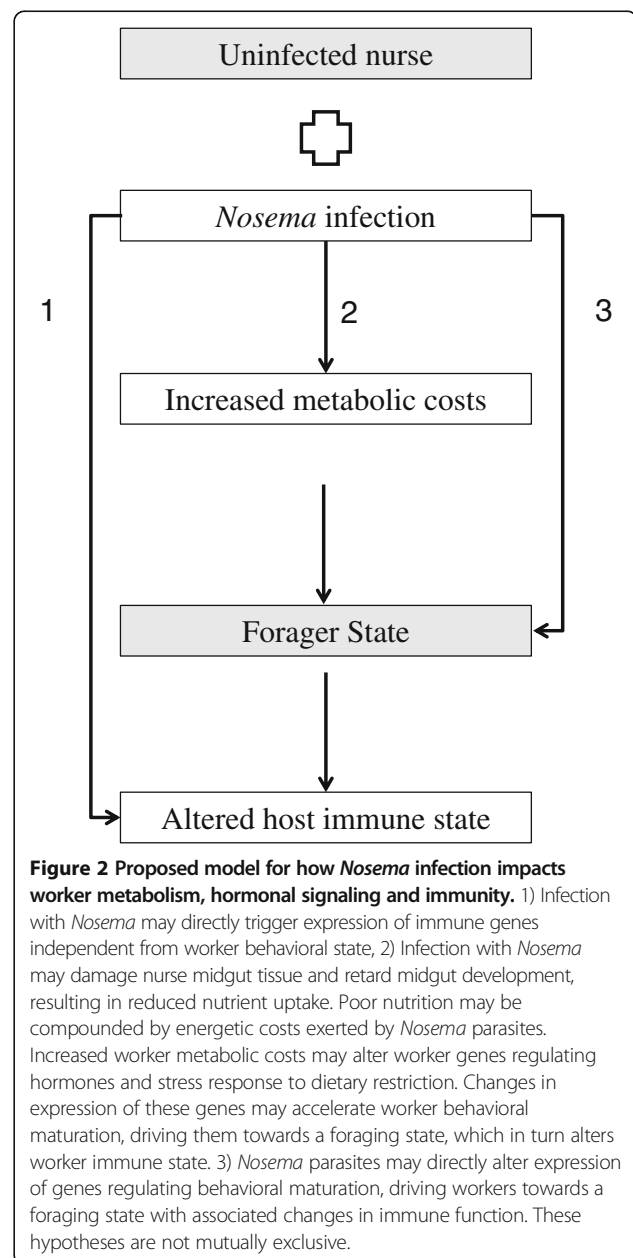 Uninfected nurse
Nosema infection
1
2
3
Increased metabolic costs
Forager State
Altered host immune state
Figure 2 Proposed model for how Nosema infection impacts
worker metabolism, hormonal signaling and immunity. 1) Infection
with Nosema may directly trigger expression of immune genes
independent from worker behavioral state, 2) Infection with Nosema
may damage nurse midgut tissue and retard midgut development,
resulting in reduced nutrient uptake. Poor nutrition may be
compounded by energetic costs exerted by Nosema parasites.
Increased worker metabolic costs may alter worker genes regulating
hormones and stress response to dietary restriction. Changes in
expression of these genes may accelerate worker behavioral
maturation, driving them towards a foraging state, which in turn alters
worker immune state. 3) Nosema parasites may directly alter expression
of genes regulating behavioral maturation, driving workers towards a
foraging state with associated changes in immune function. These
hypotheses are not mutually exclusive.